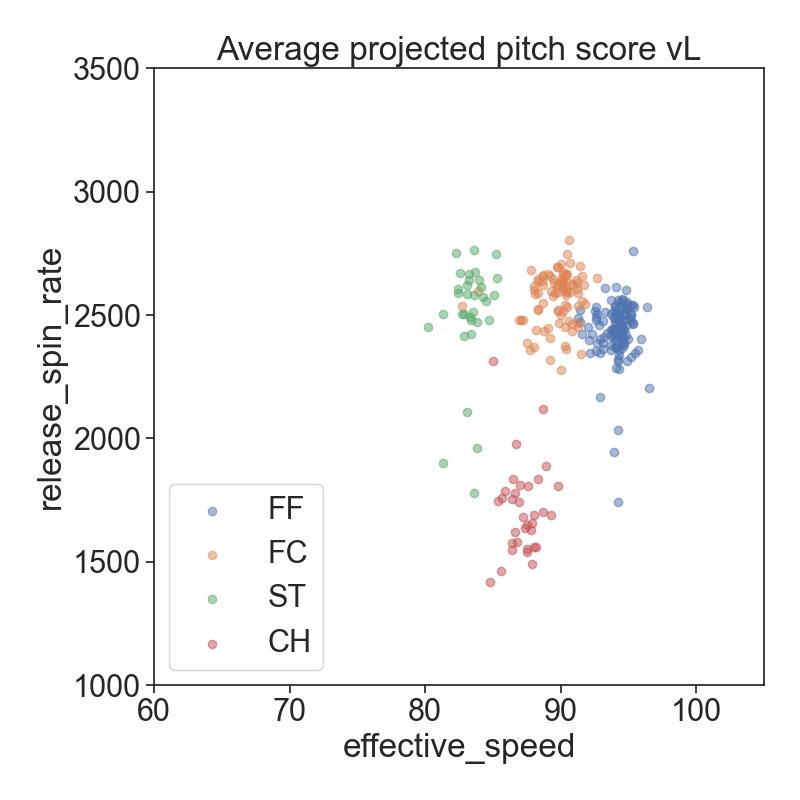 Average projected pitch score vL
3500
3000
2500
2000
1500
1000
release_spin_rate
FF
FC
ST
CH
60 70 80 90 100
effective_speed